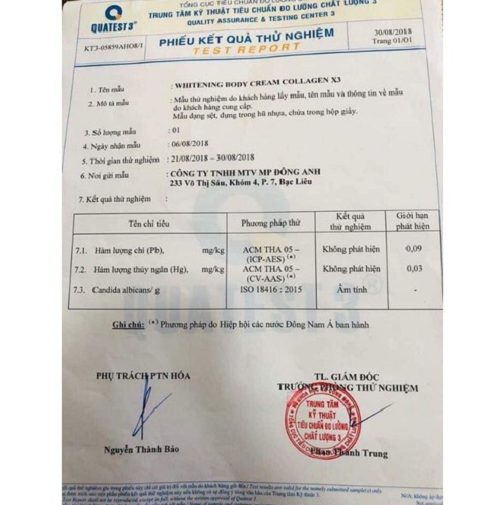 TỔNG CỤC TIÊU CHUẨN ĐO LƯỜNG CHẤT LƯỢNG
TRUNG TÂM KỸ THUẬT TIÊU CHUẨN ĐO LƯỜNG CHẤT LƯỢNG 3
QUALITY ASSURANCE & TESTING CENTER 3
QUATEST 3®
KT3-05859AHO8/1
PHIẾU KẾT QUẢ THỬ NGHIỆM
TEST REPORT
30/08/2018
Trang 01/01
1. Tên mẫu : WHITENING BODY CREAM COLLAGEN X3
2. Mô tả mẫu : Mẫu thử nghiệm do khách hàng lấy mẫu, tên mẫu và thông tin về mẫu
do khách hàng cung cấp.
Mẫu dạng sệt, đựng trong hũ nhựa, chứa trong hộp giấy.
3. Số lượng mẫu : 01
4. Ngày nhận mẫu : 06/08/2018
5. Thời gian thử nghiệm : 21/08/2018 – 30/08/2018
6. Nơi gửi mẫu : CÔNG TY TNHH MTV MP ĐÔNG ANH
233 Võ Thị Sáu, Khóm 4, P. 7, Bạc Liêu
7. Kết quả thử nghiệm :
Tên chỉ tiêu Phương pháp thử Kết quả thử nghiệm Giới hạn phát hiện
7.1. Hàm lượng chì (Pb), mg/kg ACM THA 05 – (ICP-AES) (*) Không phát hiện 0,09
7.2. Hàm lượng thủy ngân (Hg), mg/kg ACM THA 05 – (CV-AAS) (*) Không phát hiện 0,03
7.3. Candida albicans/ g ISO 18416 : 2015 Âm tính -
QUATEST 3®
Ghi chú: (*) Phương pháp do Hiệp hội các nước Đông Nam Á ban hành
PHỤ TRÁCH PTN HÓA
TL. GIÁM ĐỐC
TRƯỞNG PHÒNG THỬ NGHIỆM
TRUNG TÂM
KỸ THUẬT
TIÊU CHUẨN ĐO LƯỜNG
CHẤT LƯỢNG 3
Nguyễn Thành Bảo
Phan Thành Trung